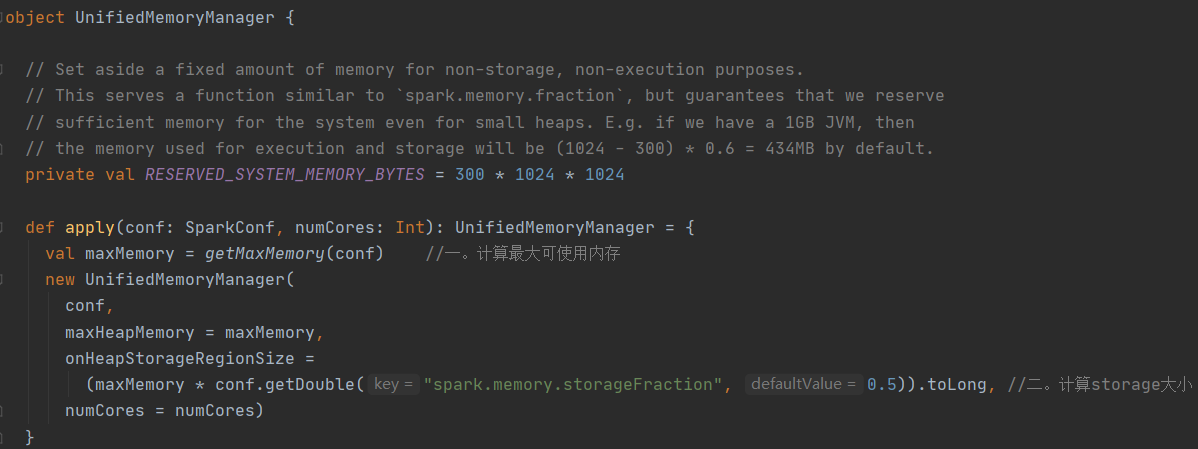 object UnifiedMemoryManager {
// Set aside a fixed amount of memory for non-storage, non-execution purposes.
// This serves a function similar to `spark.memory.fraction`, but guarantees that we reserve
// sufficient memory for the system even for small heaps. E.g. if we have a 1GB JVM, then
// the memory used for execution and storage will be (1024 - 300) * 0.6 = 434MB by default.
private val RESERVED_SYSTEM_MEMORY_BYTES = 300 * 1024 * 1024
def apply(conf: SparkConf, numCores: Int): UnifiedMemoryManager = {
val maxMemory = getMaxMemory(conf) //一。计算最大可使用内存
new UnifiedMemoryManager(
conf,
maxHeapMemory = maxMemory,
onHeapStorageRegionSize =
(maxMemory * conf.getDouble( key = "spark.memory.storageFraction", defaultValue = 0.5)).toLong, //二。计算storage大小
numCores = numCores)
}